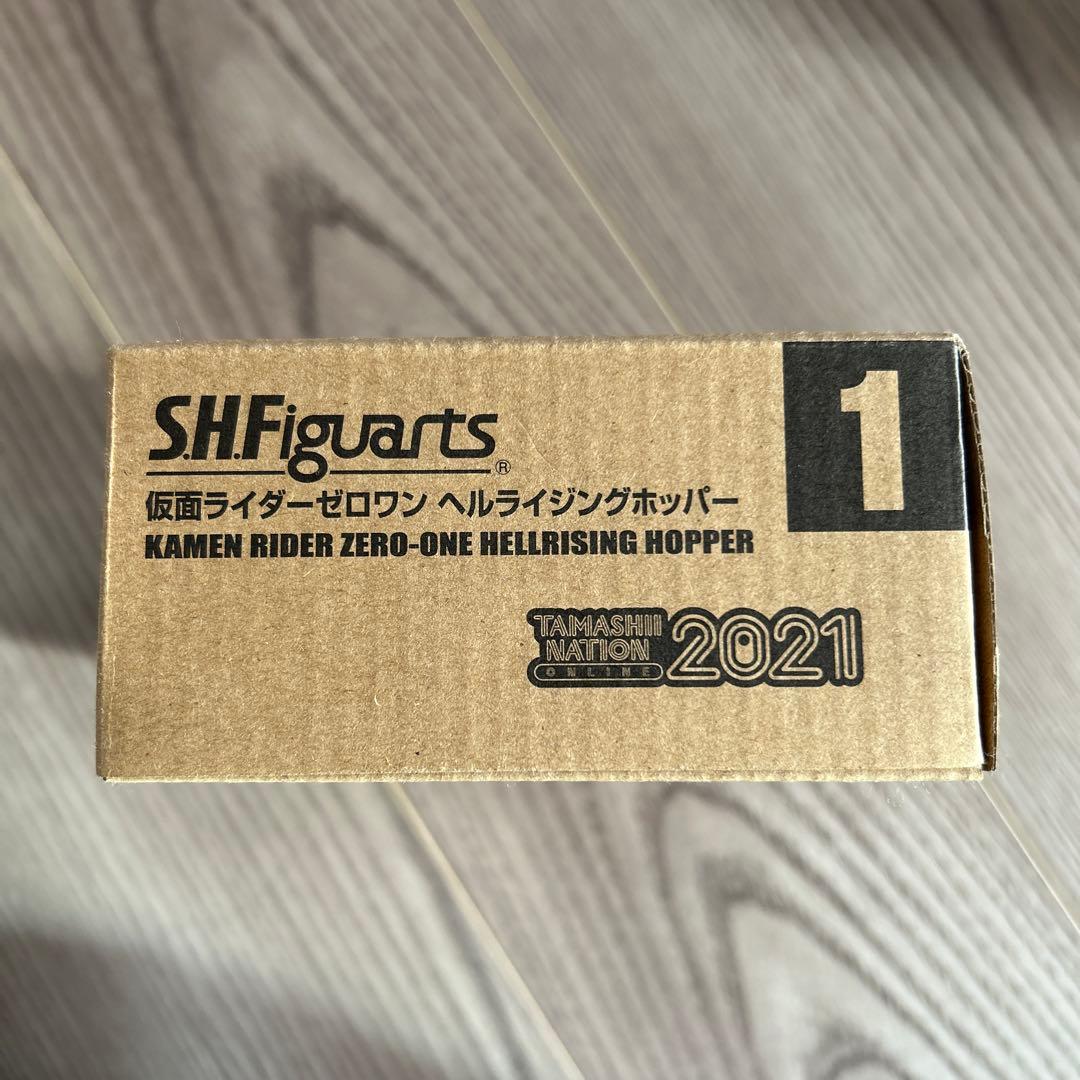 S.H.Figuarts®
1
仮面ライダーゼロワン ヘルライジングホッパー
KAMEN RIDER ZERO-ONE HELLRISING HOPPER
TAMASHII
NATION
ONLINE
2021